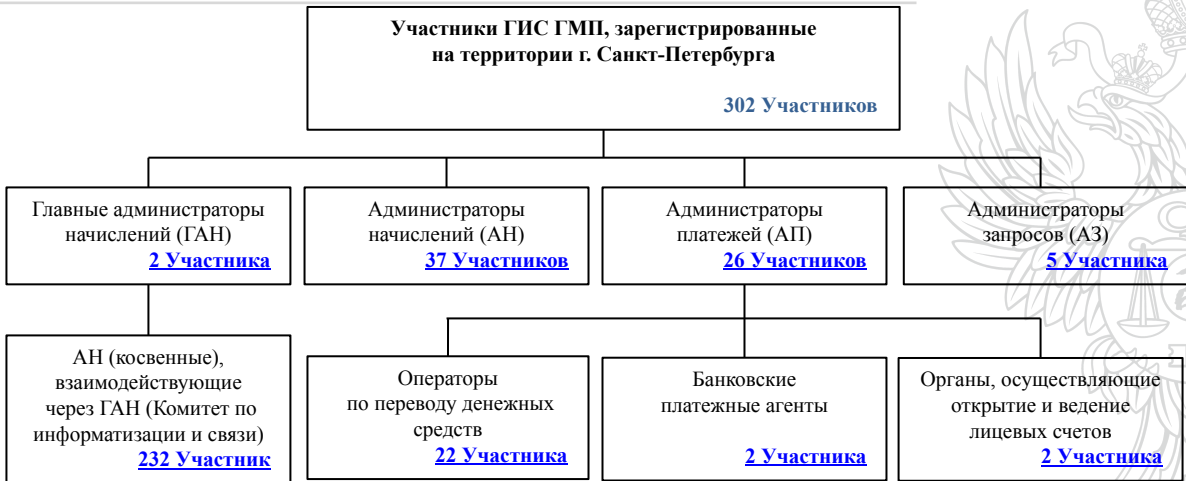 Участники ГИС ГМП, зарегистрированные
на территории г. Санкт-Петербурга
302 Участников
Главные администраторы
начислений (ГАН)
2 Участника
Администраторы
начислений (АН)
37 Участников
Администраторы
платежей (АП)
26 Участников
Администраторы
запросов (АЗ)
5 Участника
АН (косвенные),
взаимодействующие
через ГАН (Комитет по
информатизации и связи)
232 Участник
Операторы
по переводу денежных
средств
22 Участника
Банковские
платежные агенты
2 Участника
Органы, осуществляющие
открытие и ведение
лицевых счетов
2 Участника